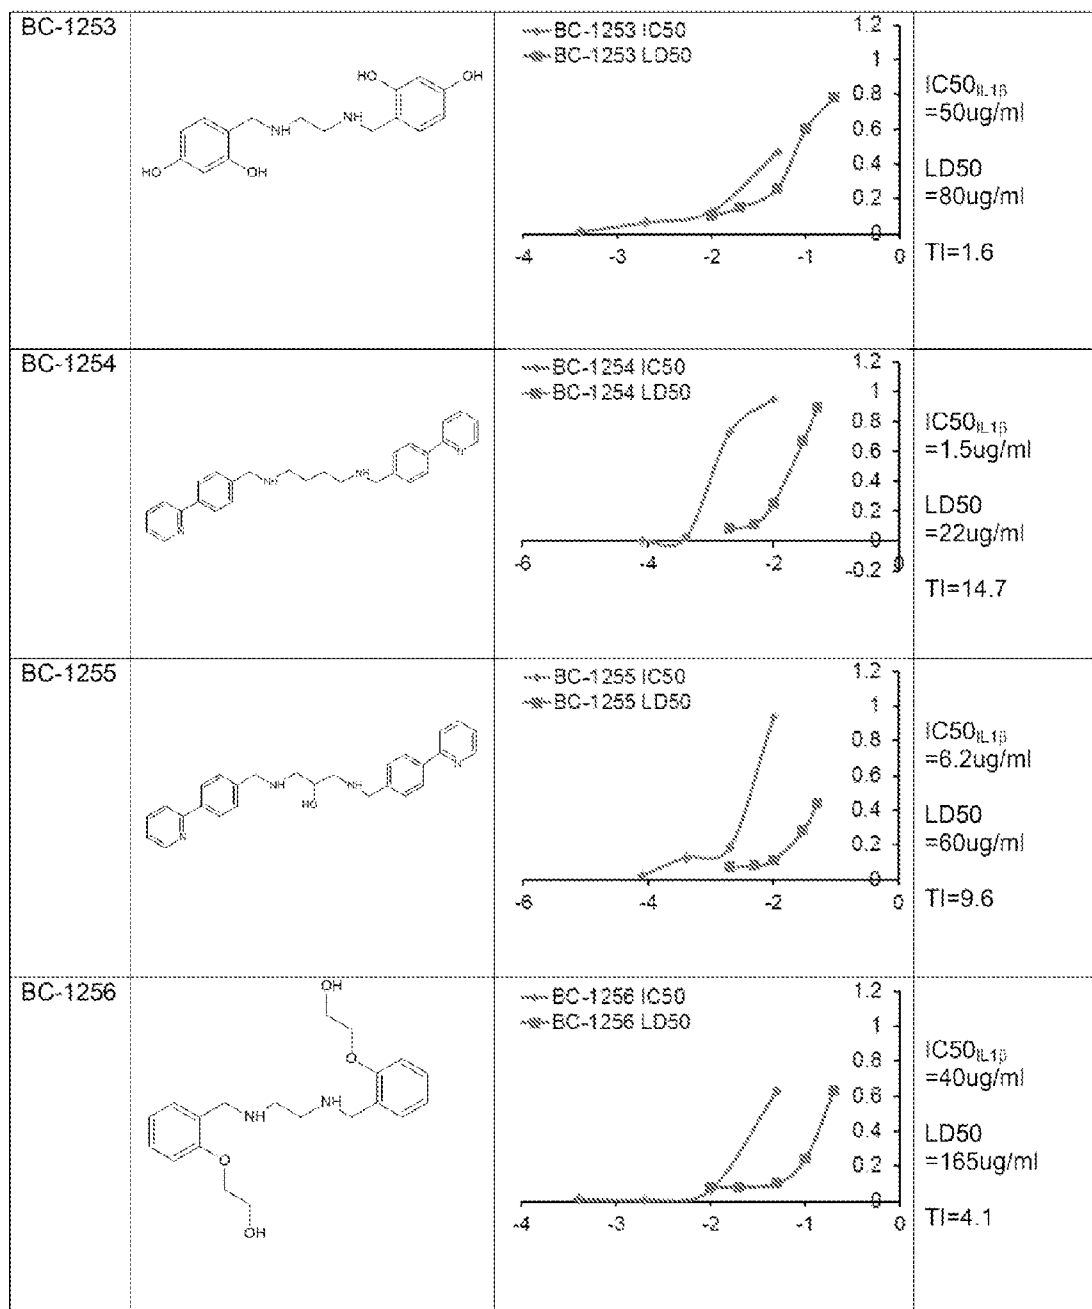 BC-1253
HO
OH
NH
NH
HO
OH
BC-1253 IC50
BC-1253 LD50
1.2
1
0.8
0.6
0.4
0.2
0
-4 -3 -2 -1 0
IC50IL1β
=50ug/ml
LD50
=80ug/ml
TI=1.6
BC-1254
N
NH
NH
N
BC-1254 IC50
BC-1254 LD50
1.2
1
0.8
0.6
0.4
0.2
0
-0.2
-6 -4 -2 0
IC50IL1β
=1.5ug/ml
LD50
=22ug/ml
TI=14.7
BC-1255
N
NH
NH
HO
N
BC-1255 IC50
BC-1255 LD50
1.2
1
0.8
0.6
0.4
0.2
0
-6 -4 -2 0
IC50IL1β
=6.2ug/ml
LD50
=60ug/ml
TI=9.6
BC-1256
OH
O
NH
NH
O
OH
BC-1256 IC50
BC-1256 LD50
1.2
1
0.8
0.6
0.4
0.2
0
-4 -3 -2 -1 0
IC50IL1β
=40ug/ml
LD50
=165ug/ml
TI=4.1